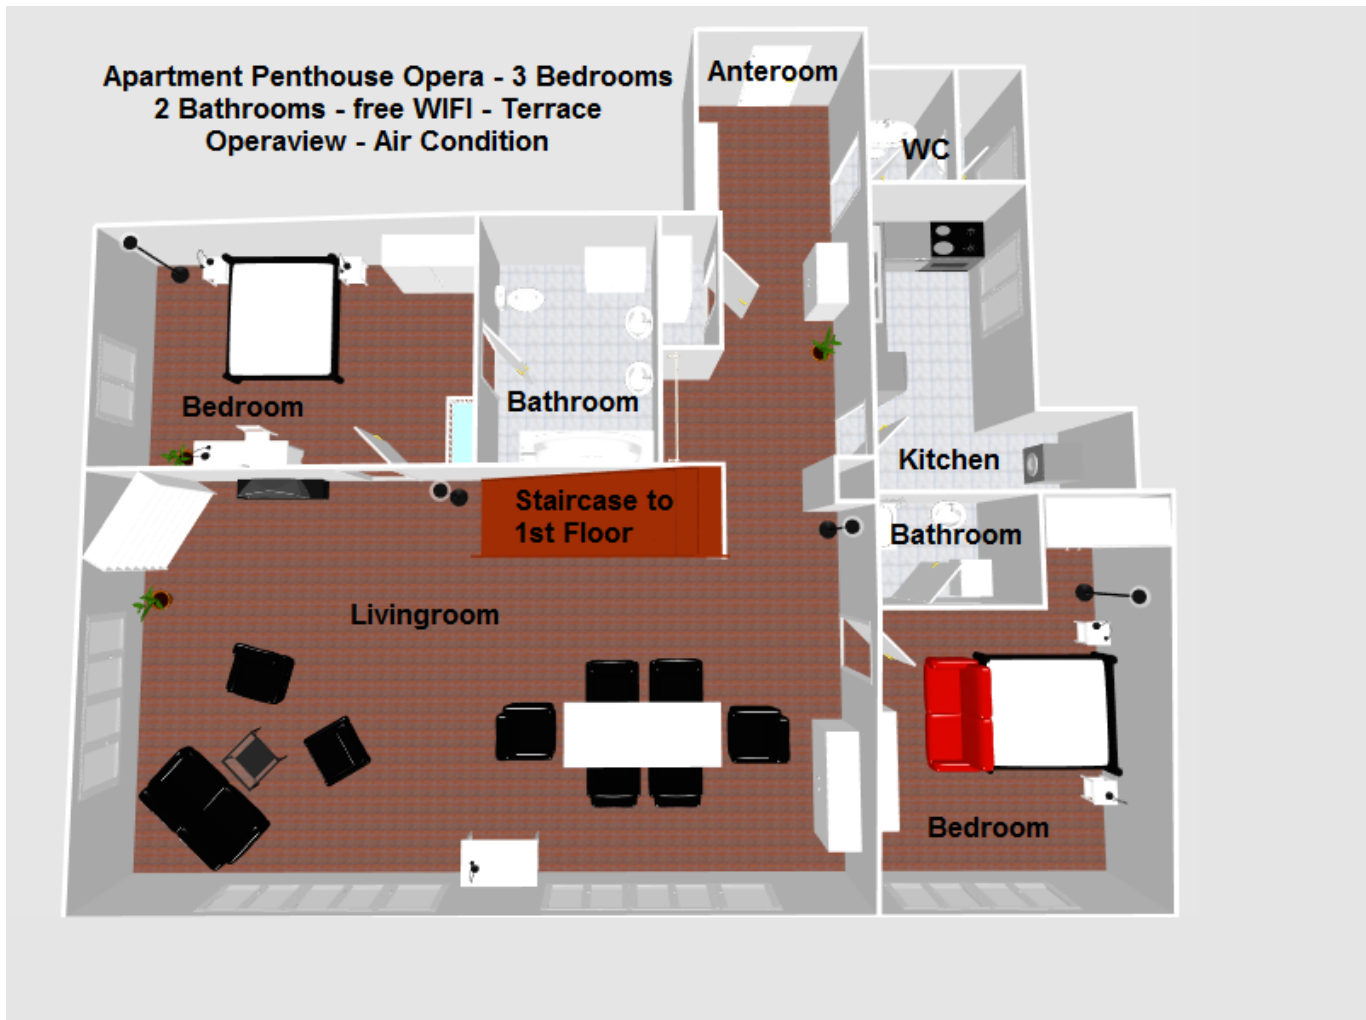 Apartment Penthouse Opera - 3 Bedrooms
2 Bathrooms - free WIFI - Terrace
Operaview - Air Condition
Anteroom
WC
Bedroom
Bathroom
Kitchen
Staircase to
1st Floor
Bathroom
Livingroom
Bedroom